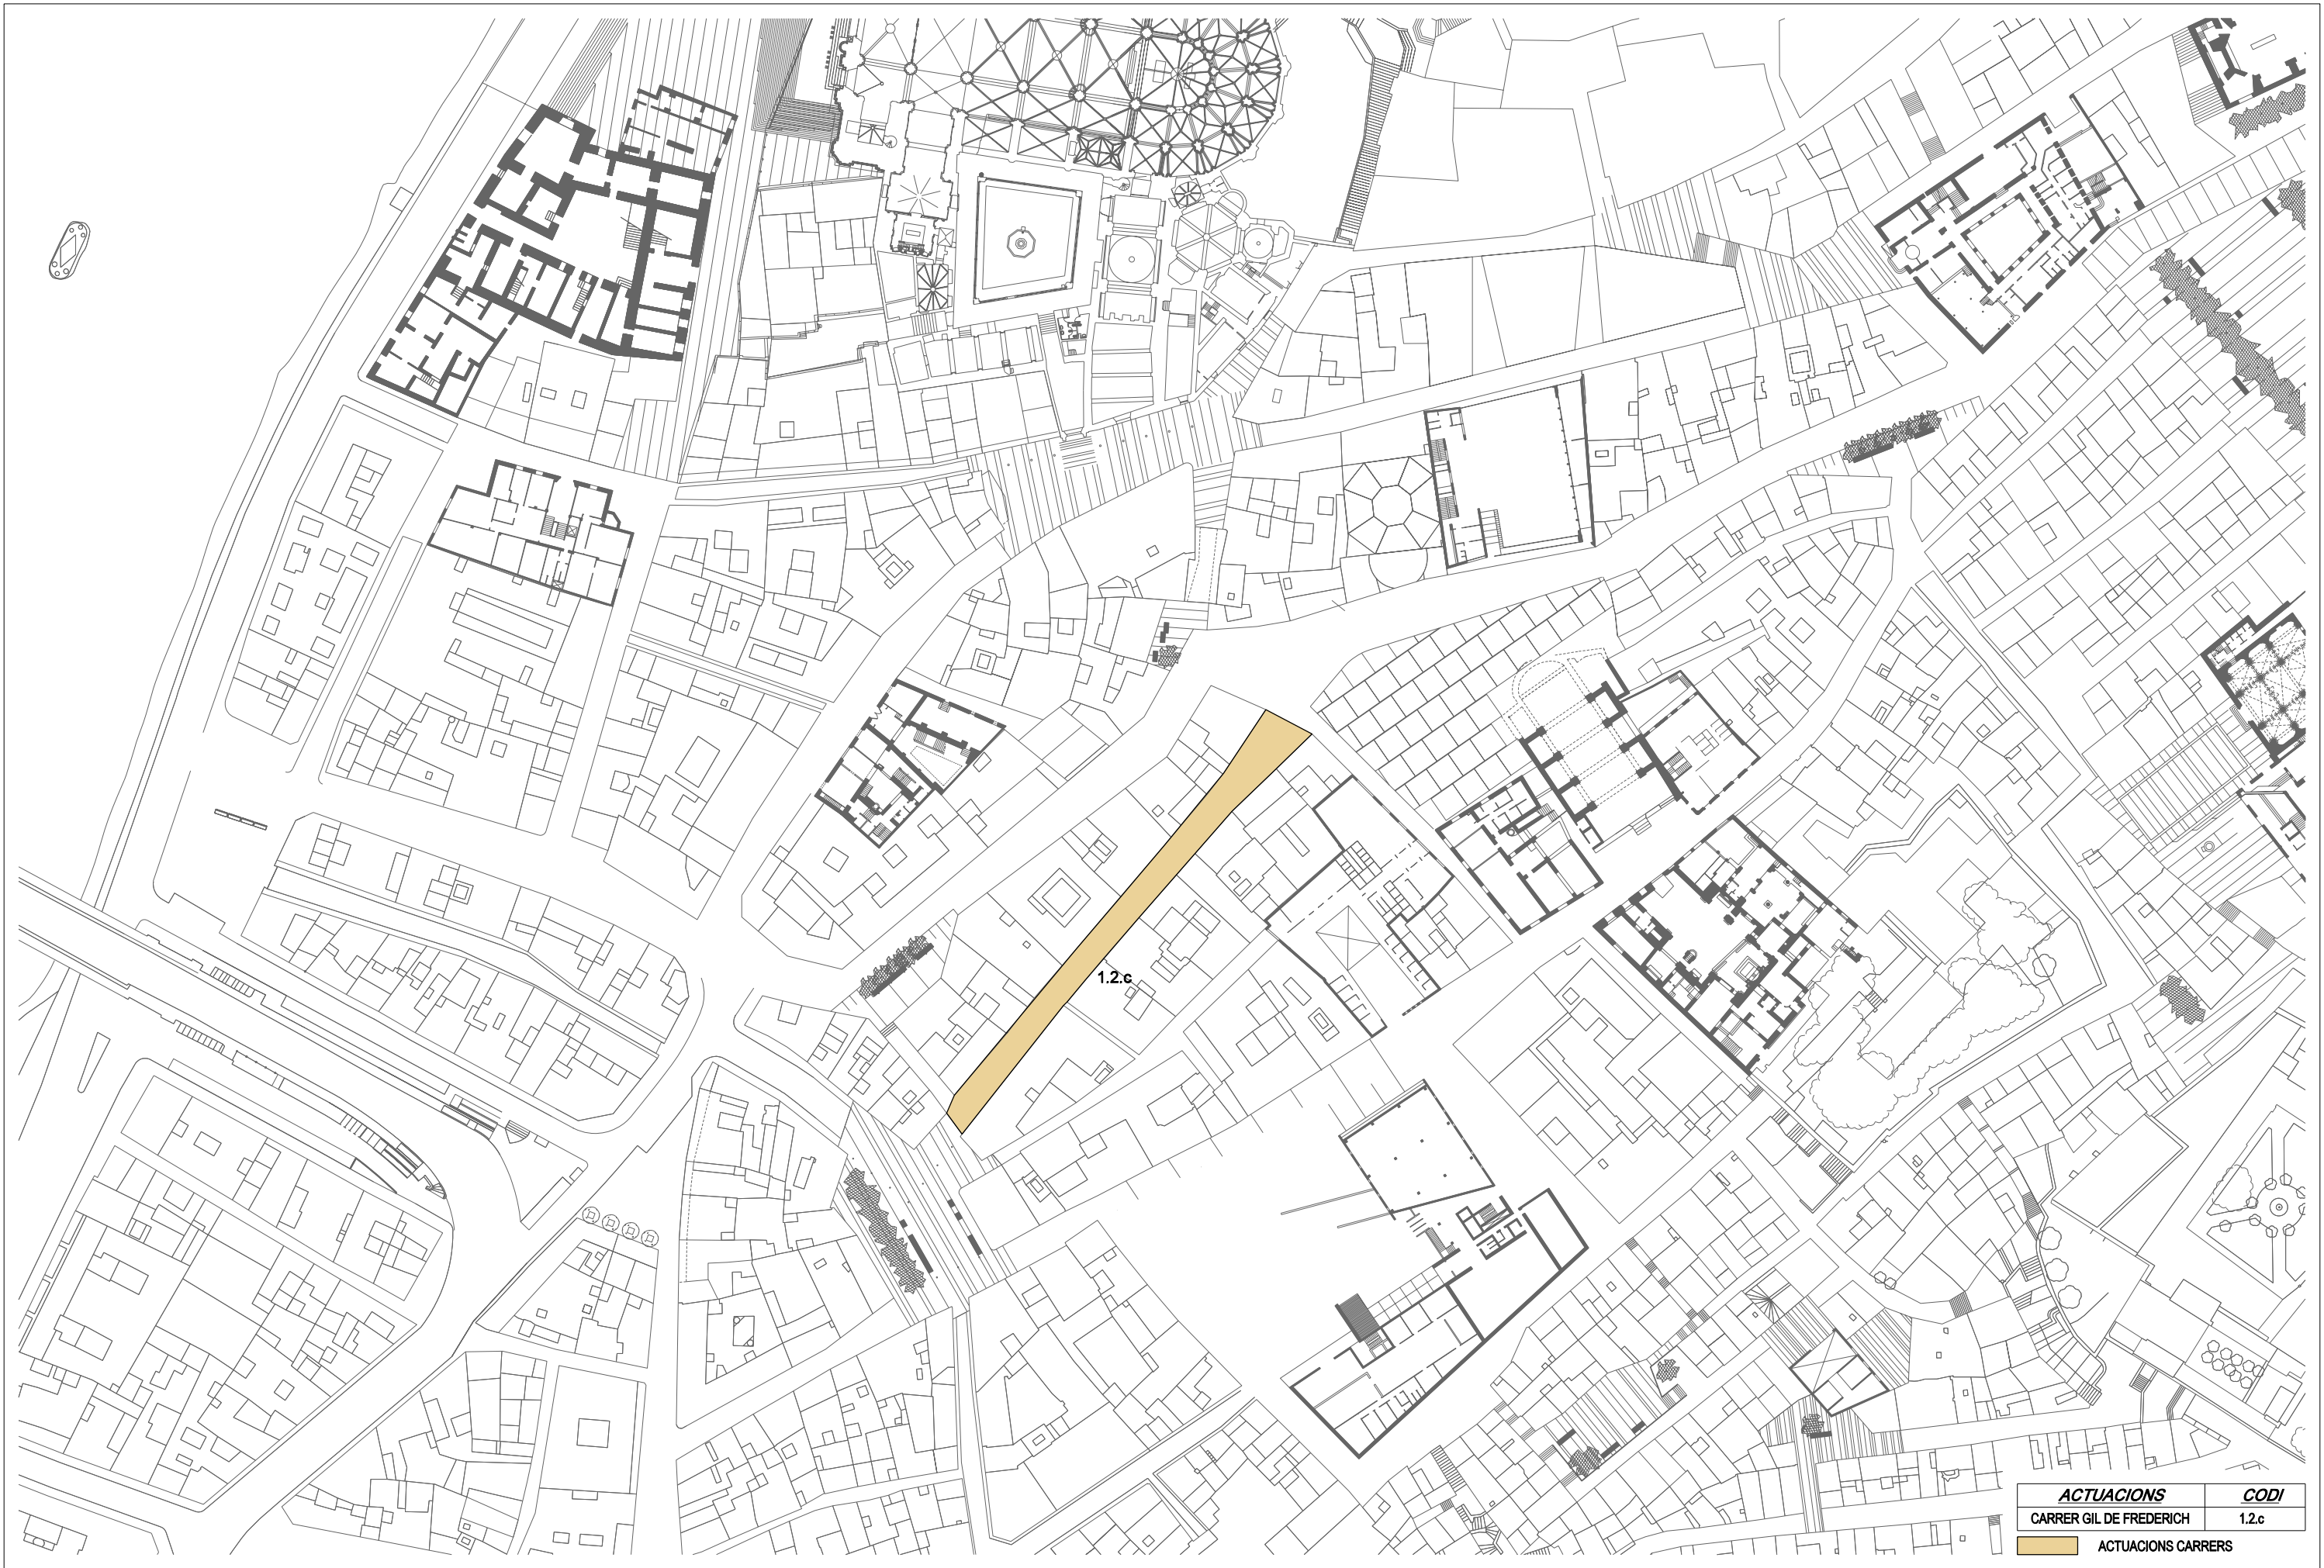 1.2.c
ACTUACIONS CODI
CARRER GIL DE FREDERICH 1.2.c
ACTUACIONS CARRERS